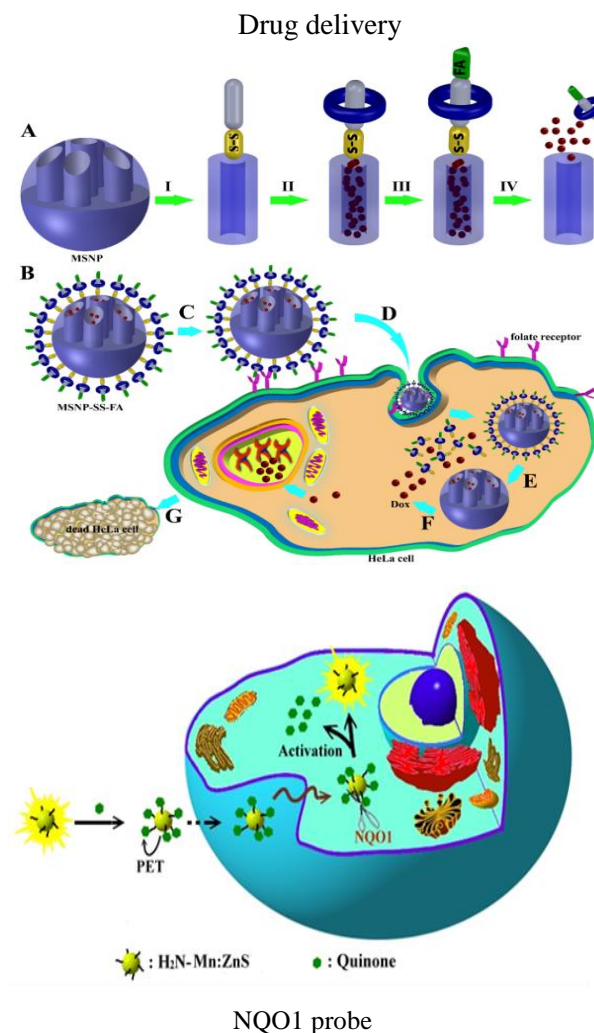 Drug delivery
A
S-S
S-S
FA
S-S
I
II
III
IV
MSNP
B
C
D
folate receptor
MSNP-SS-FA
E
Dox
F
G
dead HeLa cell
HeLa cell
Activation
NQO1
PET
: H₂N-Mn:ZnS
: Quinone
NQO1 probe